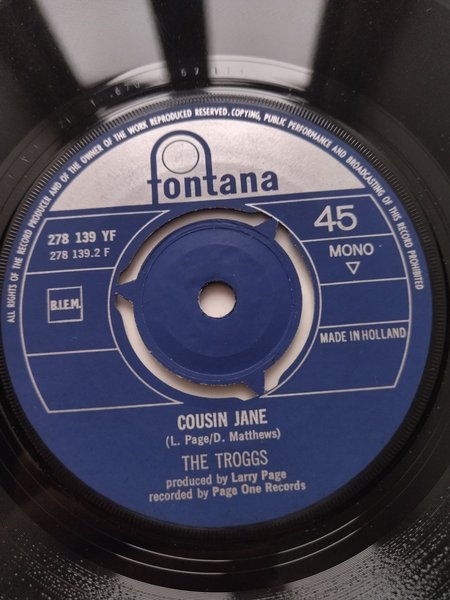 ALL RIGHTS OF THE RECORD PRODUCER AND OF THE OWNER OF THE WORK REPRODUCED RESERVED. COPYING, PUBLIC PERFORMANCE AND BROADCASTING OF THIS RECORD PROHIBITED
fontana
278 139 YF
278 139.2 F
45
MONO
B.I.E.M.
MADE IN HOLLAND
COUSIN JANE
(L. Page/D. Matthews)
THE TROGGS
produced by Larry Page
recorded by Page One Records